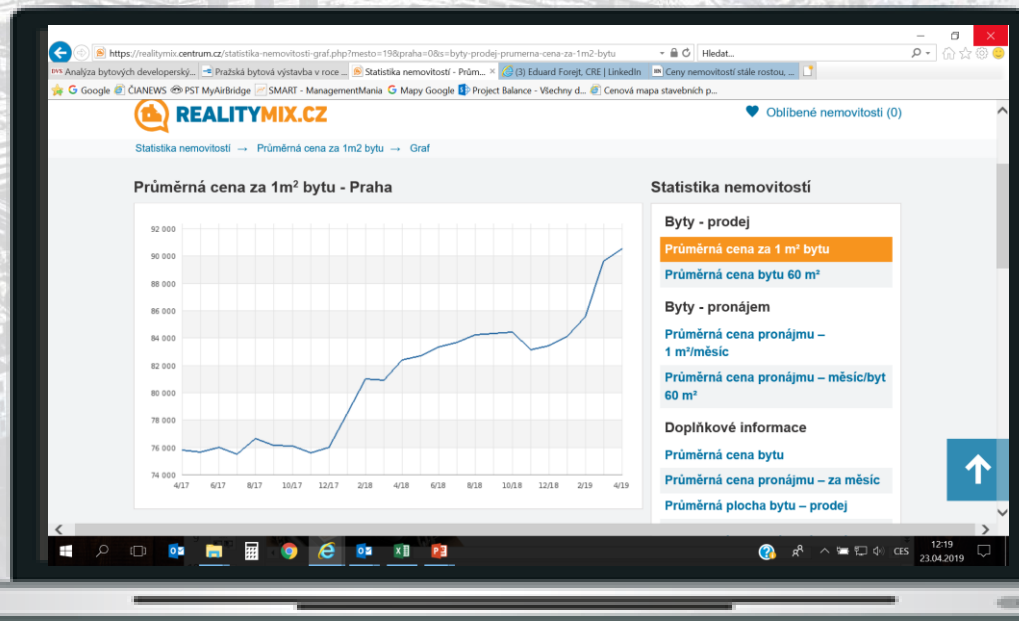 https://realitymix.centrum.cz/statistika-nemovitosti-graf.php?mesto=19&praha=0&s=byty-prodej-prumerna-cena-za-1m2-bytu
Hledat...
Analýza bytových developerský...
Pražská bytová výstavba v roce ...
Statistika nemovitostí - Prům...
(3) Eduard Forejt, CRE | LinkedIn
Ceny nemovitostí stále rostou, ...
Google
ČIANEWS
PST MyAirBridge
SMART - ManagementMania
Mapy Google
Project Balance - Všechny d...
Cenová mapa stavebních p...
REALITYMIX.CZ
Oblíbené nemovitosti (0)
Statistika nemovitostí → Průměrná cena za 1m2 bytu → Graf
Průměrná cena za 1m² bytu - Praha
92 000
90 000
88 000
86 000
84 000
82 000
80 000
78 000
76 000
74 000
4/17 6/17 8/17 10/17 12/17 2/18 4/18 6/18 8/18 10/18 12/18 2/19 4/19
Statistika nemovitostí
Byty - prodej
Průměrná cena za 1 m² bytu
Průměrná cena bytu 60 m²
Byty - pronájem
Průměrná cena pronájmu –
1 m²/měsíc
Průměrná cena pronájmu – měsíc/byt
60 m²
Doplňkové informace
Průměrná cena bytu
Průměrná cena pronájmu – za měsíc
Průměrná plocha bytu – prodej
CES
12:19
23.04.2019